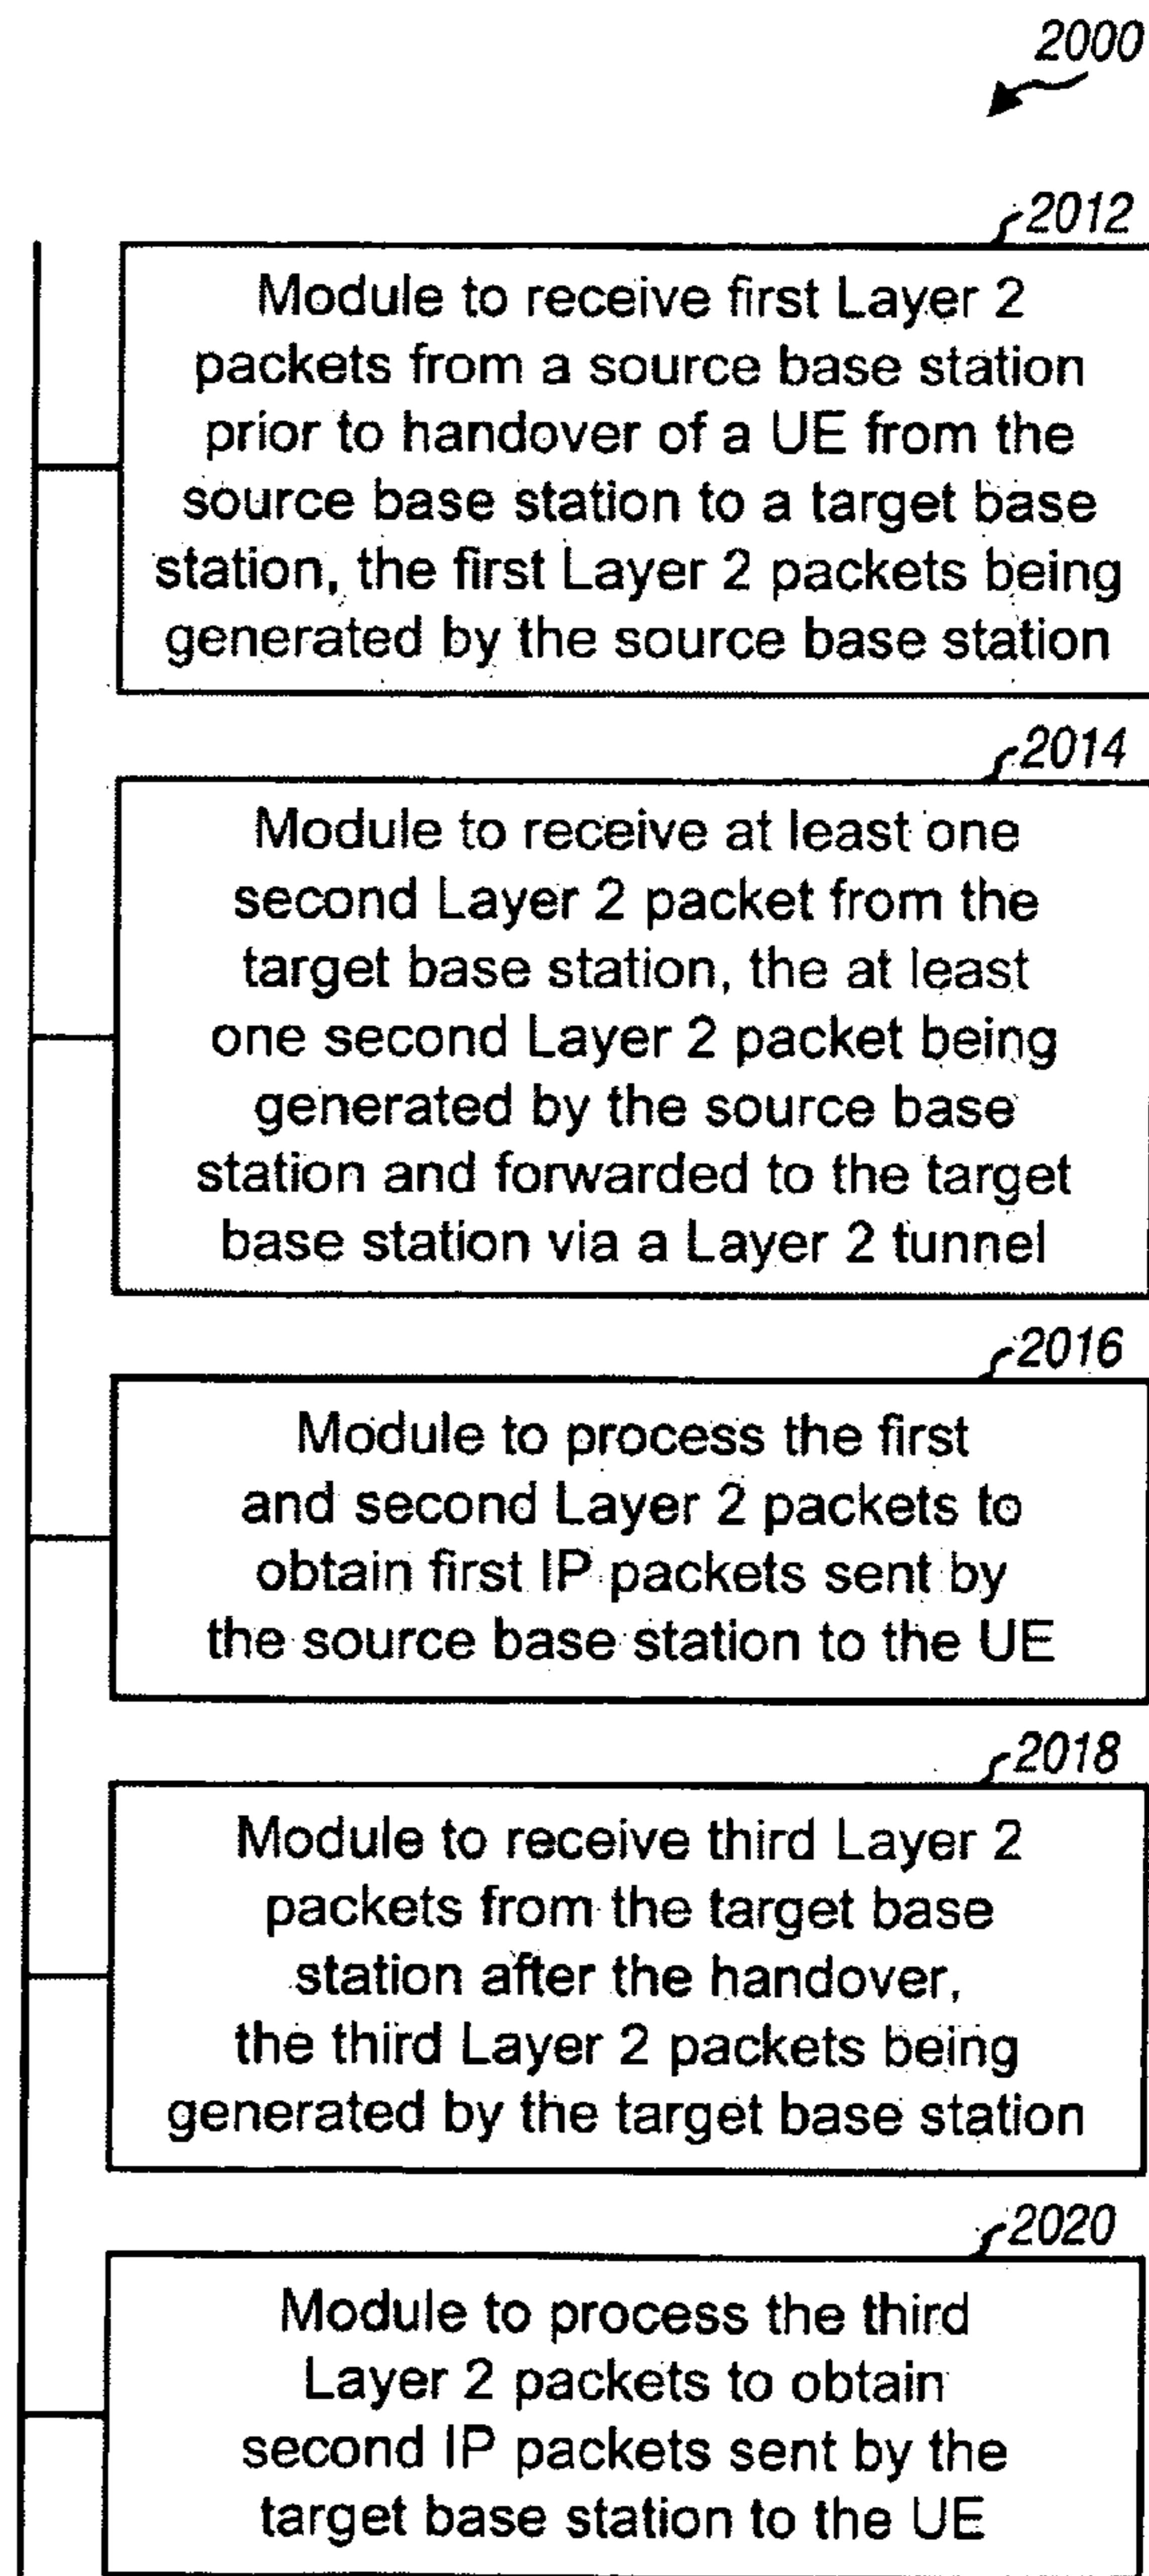 2000
2012
Module to receive first Layer 2
packets from a source base station
prior to handover of a UE from the
source base station to a target base
station, the first Layer 2 packets being
generated by the source base station
2014
Module to receive at least one
second Layer 2 packet from the
target base station, the at least
one second Layer 2 packet being
generated by the source base
station and forwarded to the target
base station via a Layer 2 tunnel
2016
Module to process the first
and second Layer 2 packets to
obtain first IP packets sent by
the source base station to the UE
2018
Module to receive third Layer 2
packets from the target base
station after the handover,
the third Layer 2 packets being
generated by the target base station
2020
Module to process the third
Layer 2 packets to obtain
second IP packets sent by the
target base station to the UE